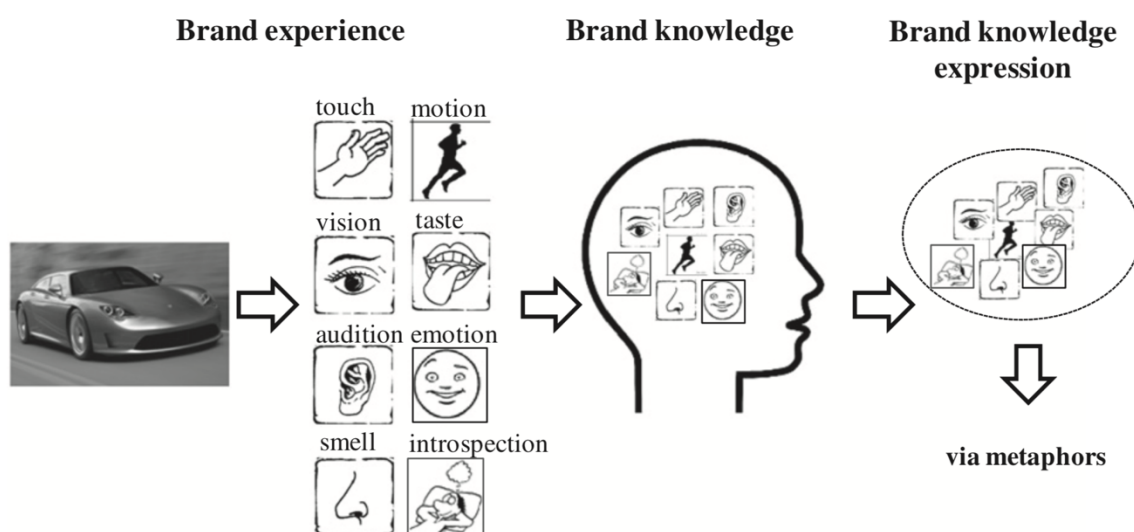 Brand experience
Brand knowledge
Brand knowledge
expression
touch
motion
vision
taste
audition
emotion
smell
introspection
via metaphors